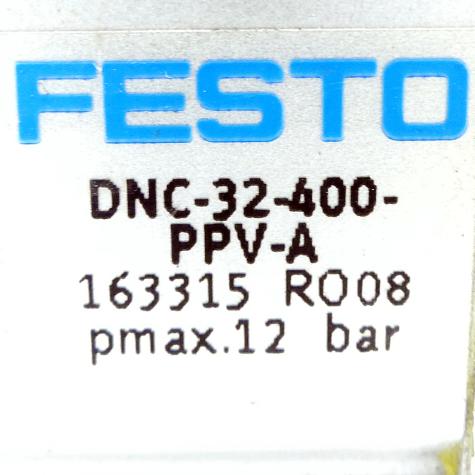 FESTO
DNC-32-400-
PPV-A
163315 RO08
pmax.12 bar